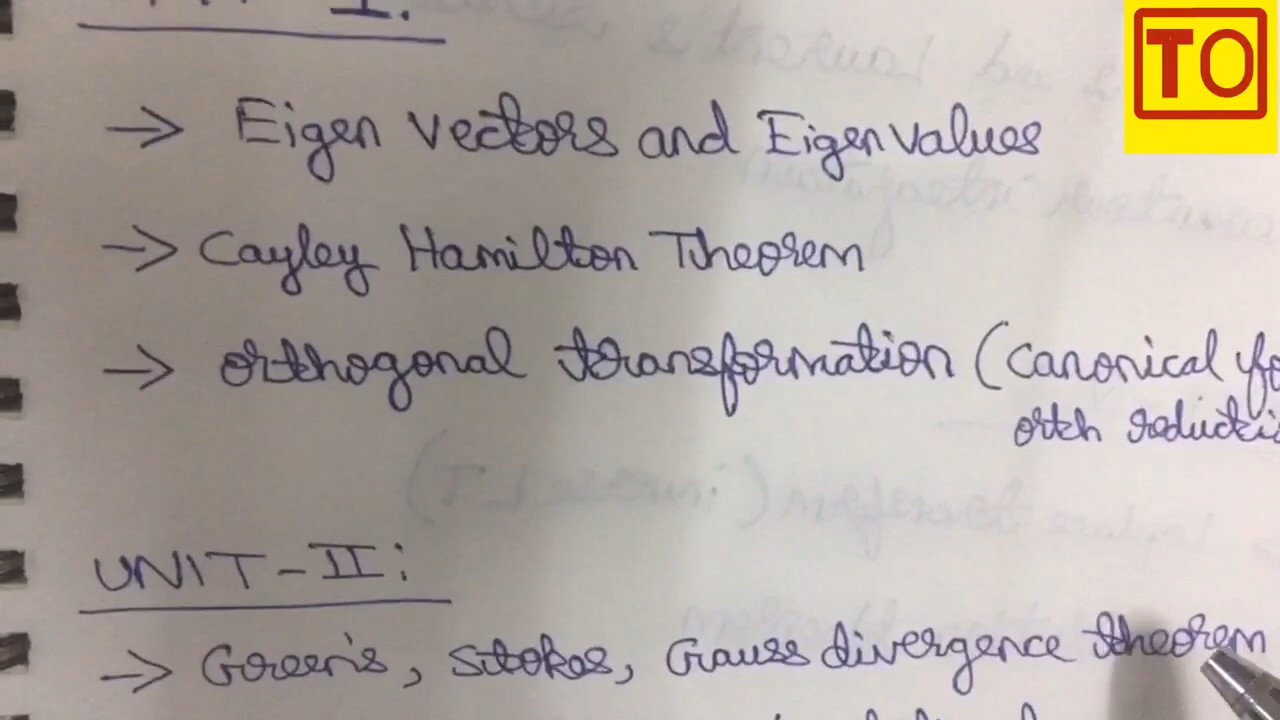 I.
TO
→ Eigen Vectors and Eigen Values
→ Cayley Hamilton Theorem
→ orthogonal transformation (Canonical fo
orth reducti
UNIT-II:
→ Green's, Stokes, Gauss divergence theorem